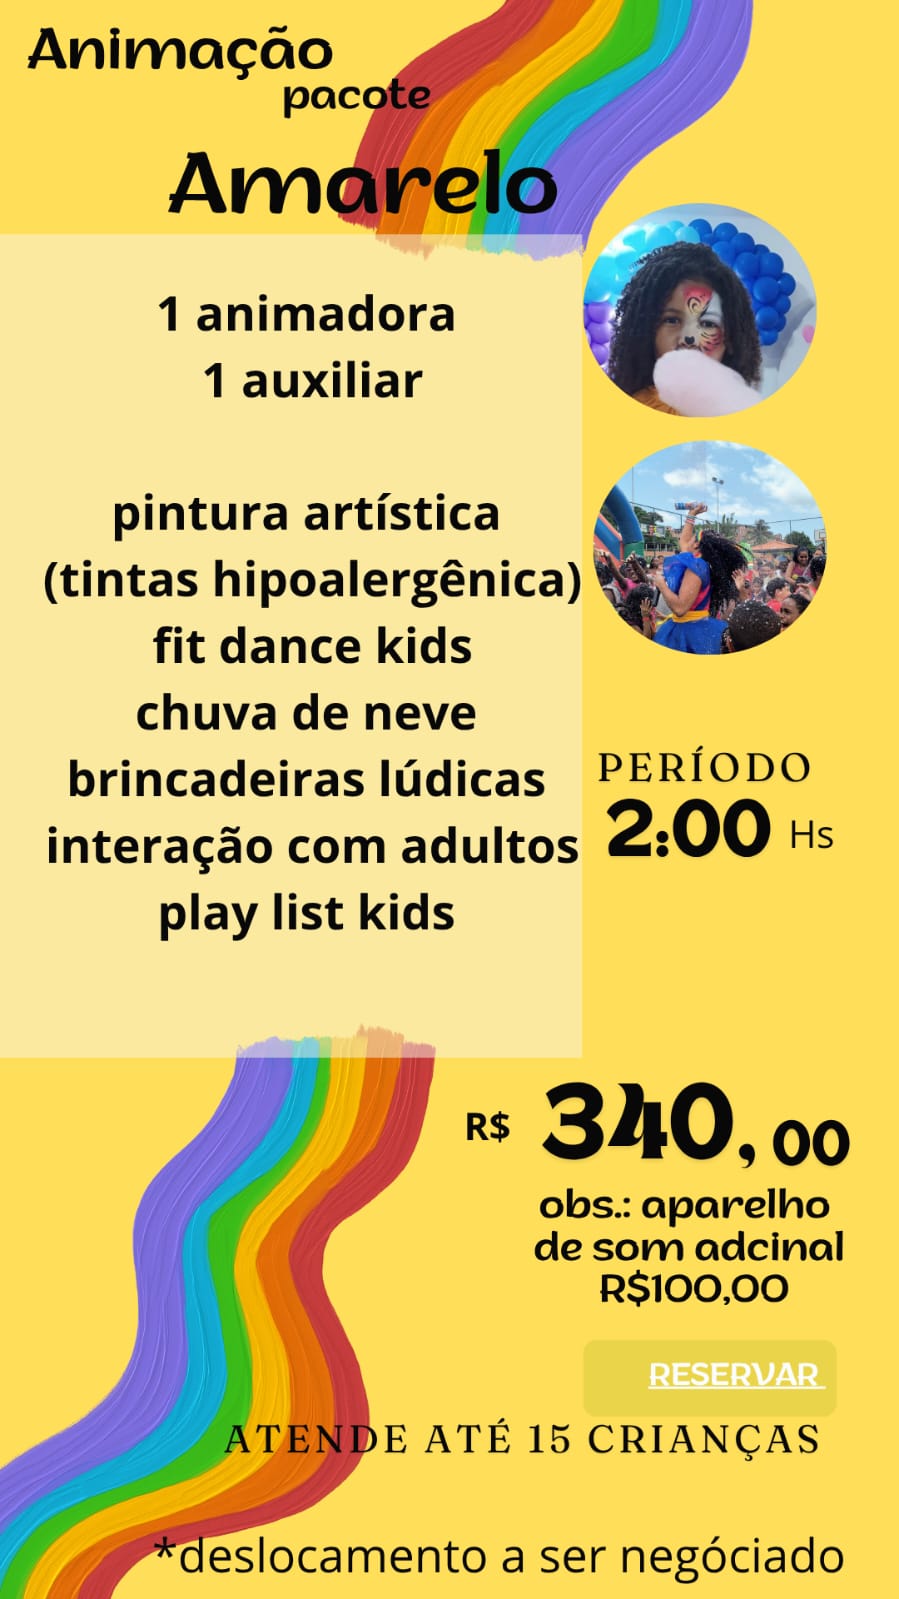 Animação
pacote
Amarelo
1 animadora
1 auxiliar
pintura artística
(tintas hipoalergênica)
fit dance kids
chuva de neve
brincadeiras lúdicas
interação com adultos
play list kids
PERÍODO
2:00 Hs
R$ 340,00
obs.: aparelho
de som adcinal
R$100,00
RESERVAR
ATENDE ATÉ 15 CRIANÇAS
*deslocamento a ser negóciado